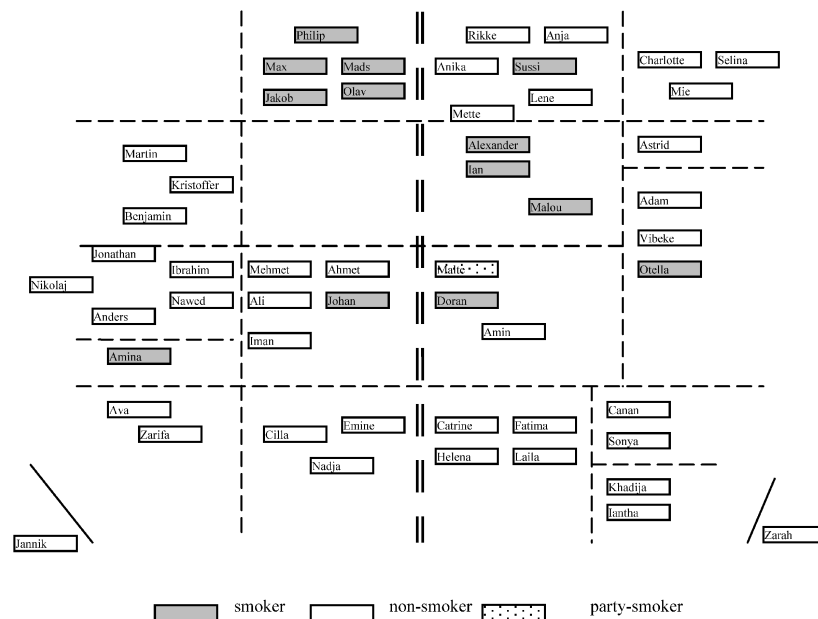 Philip
Rikke
Anja
Charlotte
Selina
Max
Mads
Anika
Sussi
Mie
Jakob
Olav
Lene
Mette
Alexander
Astrid
Martin
Ian
Kristoffer
Adam
Benjamin
Malou
Vibeke
Jonathan
Ibrahim
Mehmet
Ahmet
Malte
Otella
Nikolaj
Nawed
Ali
Johan
Doran
Anders
Amin
Iman
Amina
Ava
Canan
Zarifa
Cilla
Emine
Catrine
Fatima
Sonya
Nadja
Helena
Laila
Khadija
Iantha
Jannik
Zarah
smoker
non-smoker
party-smoker